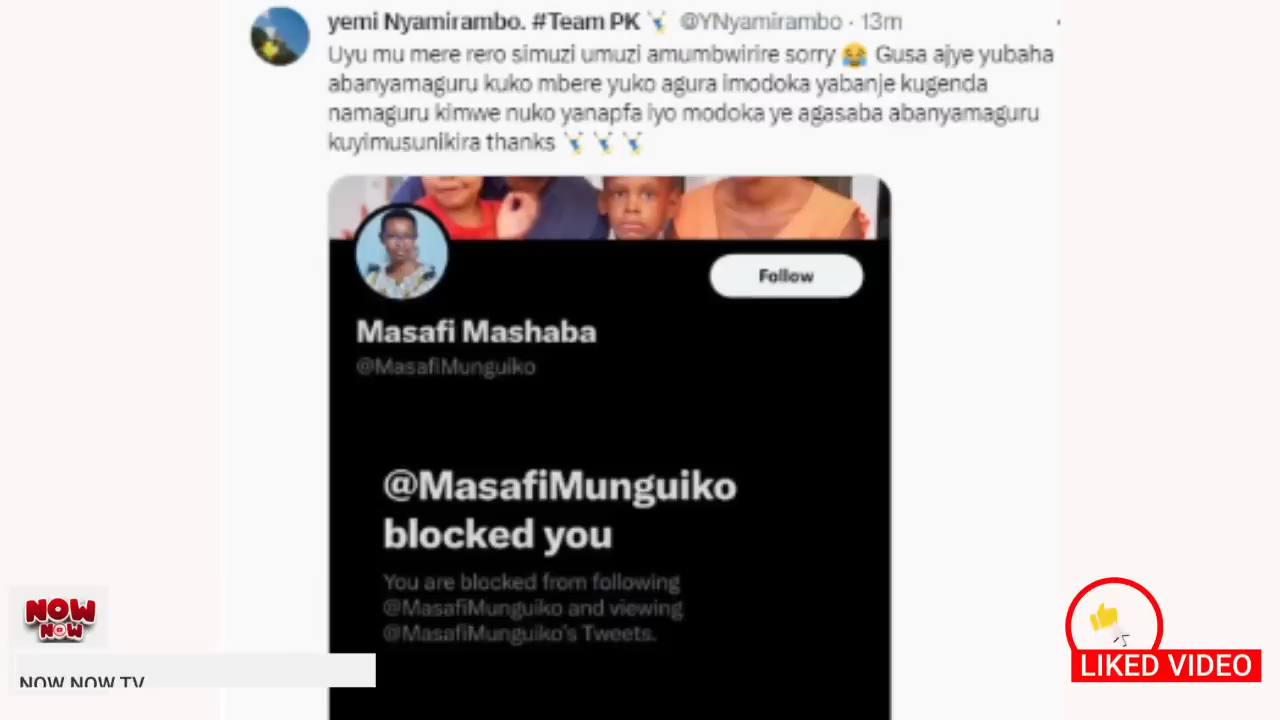 yemi Nyamirambo. #Team PK @YNyamirambo · 13m
Uyu mu mere rero simuzi umuzi amumbwirire sorry 😂 Gusa ajye yubaha
abanyamaguru kuko mbere yuko agura imodoka yabanje kugenda
namaguru kimwe nuko yanapfa iyo modoka ye agasaba abanyamaguru
kuyimusunikira thanks
Follow
Masafi Mashaba
@MasafiMunguiko
@MasafiMunguiko
blocked you
You are blocked from following
@MasafiMunguiko and viewing
@MasafiMunguiko's Tweets.
NOW
NOW
NOW NOW TV
LIKED VIDEO